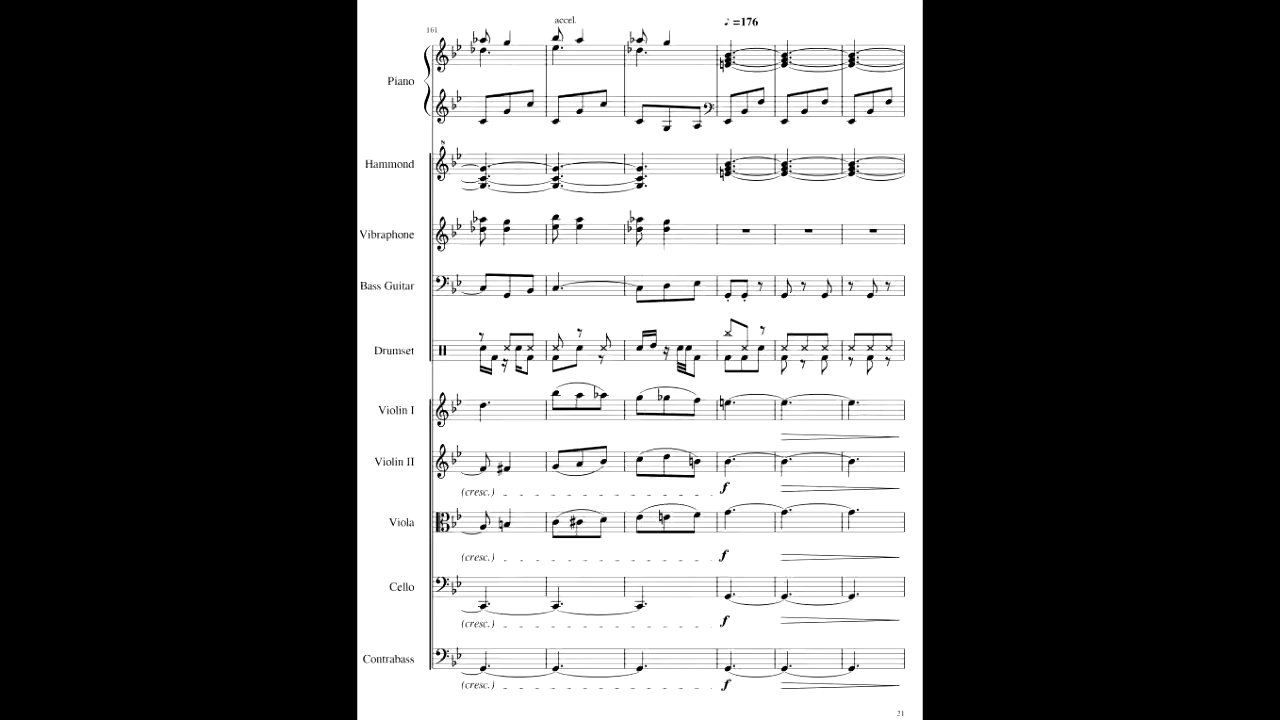 accel.
♪=176
161
Piano
Hammond
8
Vibraphone
Bass Guitar
Drumset
Violin I
Violin II
(cresc.)
f
Viola
(cresc.)
f
Cello
(cresc.)
f
Contrabass
(cresc.)
f
21